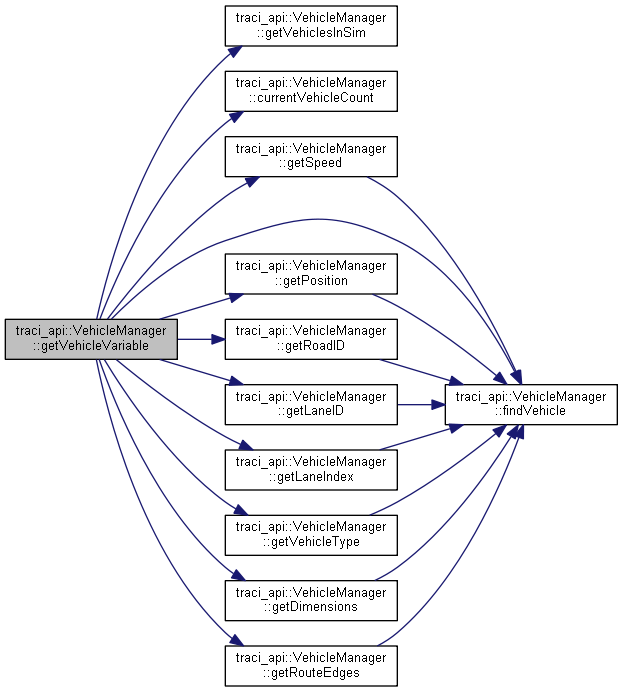 traci_api::VehicleManager
::getVehiclesInSim
traci_api::VehicleManager
::currentVehicleCount
traci_api::VehicleManager
::getSpeed
traci_api::VehicleManager
::getPosition
traci_api::VehicleManager
::getVehicleVariable
traci_api::VehicleManager
::getRoadID
traci_api::VehicleManager
::getLaneID
traci_api::VehicleManager
::findVehicle
traci_api::VehicleManager
::getLaneIndex
traci_api::VehicleManager
::getVehicleType
traci_api::VehicleManager
::getDimensions
traci_api::VehicleManager
::getRouteEdges